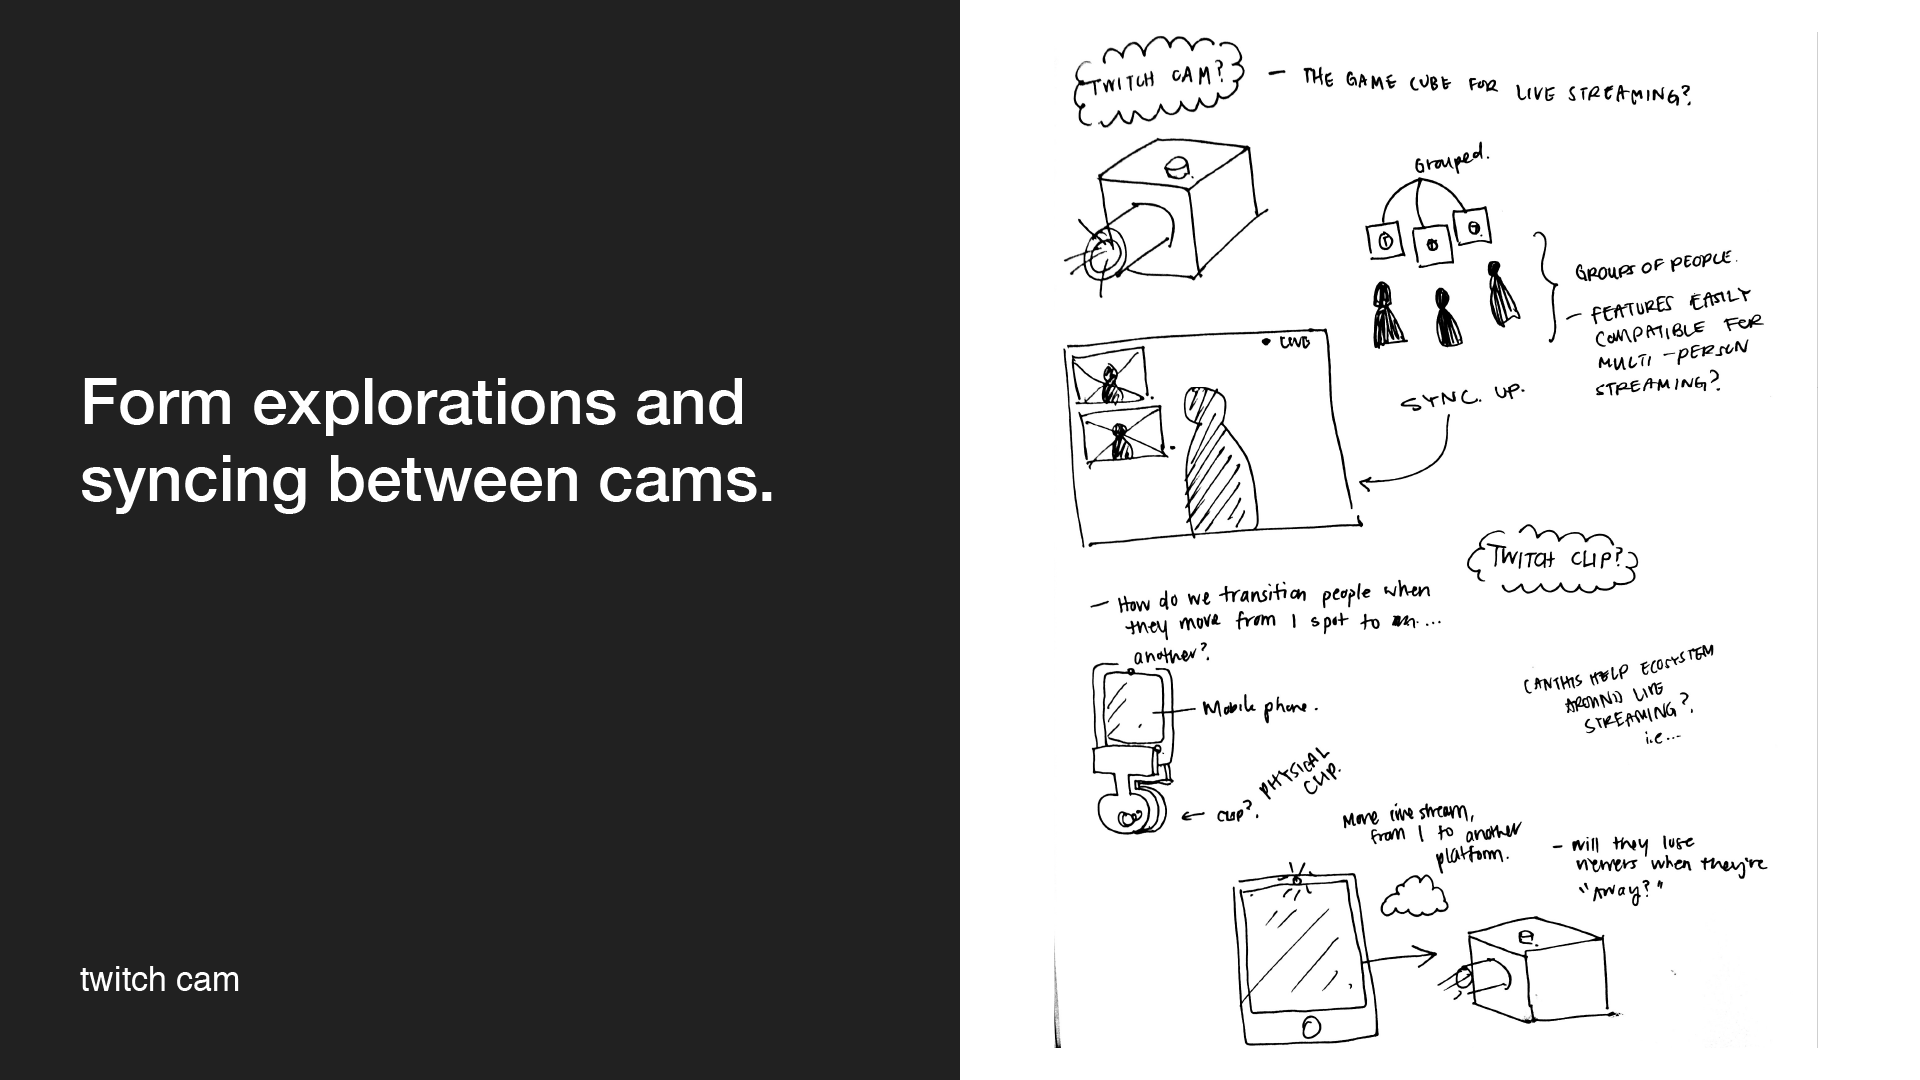 Form explorations and
syncing between cams.
twitch cam
TWITCH CAM?
— THE GAME CUBE FOR LIVE STREAMING?
Grouped.
GROUPS OF PEOPLE.
— FEATURES EASILY
COMPATIBLE FOR
MULTI-PERSON
STREAMING?
• LIVE
SYNC. UP.
TWITCH CLIP?
— How do we transition people when
they move from 1 spot to ...
another?
Mobile phone.
CAN THIS HELP ECOSYSTEM
AROUND LIVE
STREAMING?
i.e...
PHYSICAL
CLIP.
← CLIP?
Move live stream,
from 1 to another
platform.
- will they lose
viewers when they're
"Away?"